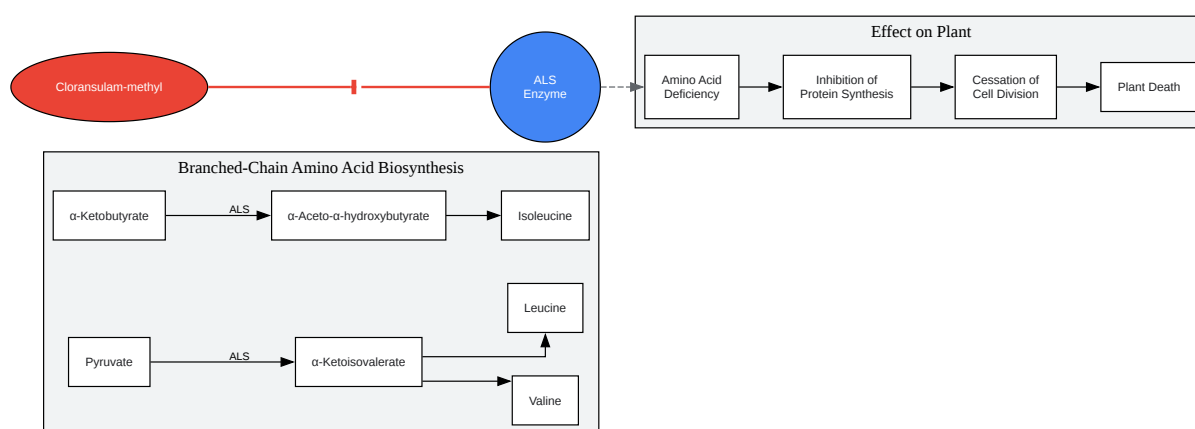 Cloransulam-methyl
ALS
Enzyme
Effect on Plant
Amino Acid
Deficiency
Inhibition of
Protein Synthesis
Cessation of
Cell Division
Plant Death
Branched-Chain Amino Acid Biosynthesis
α-Ketobutyrate
ALS
α-Aceto-α-hydroxybutyrate
Isoleucine
Leucine
Pyruvate
ALS
α-Ketoisovalerate
Valine